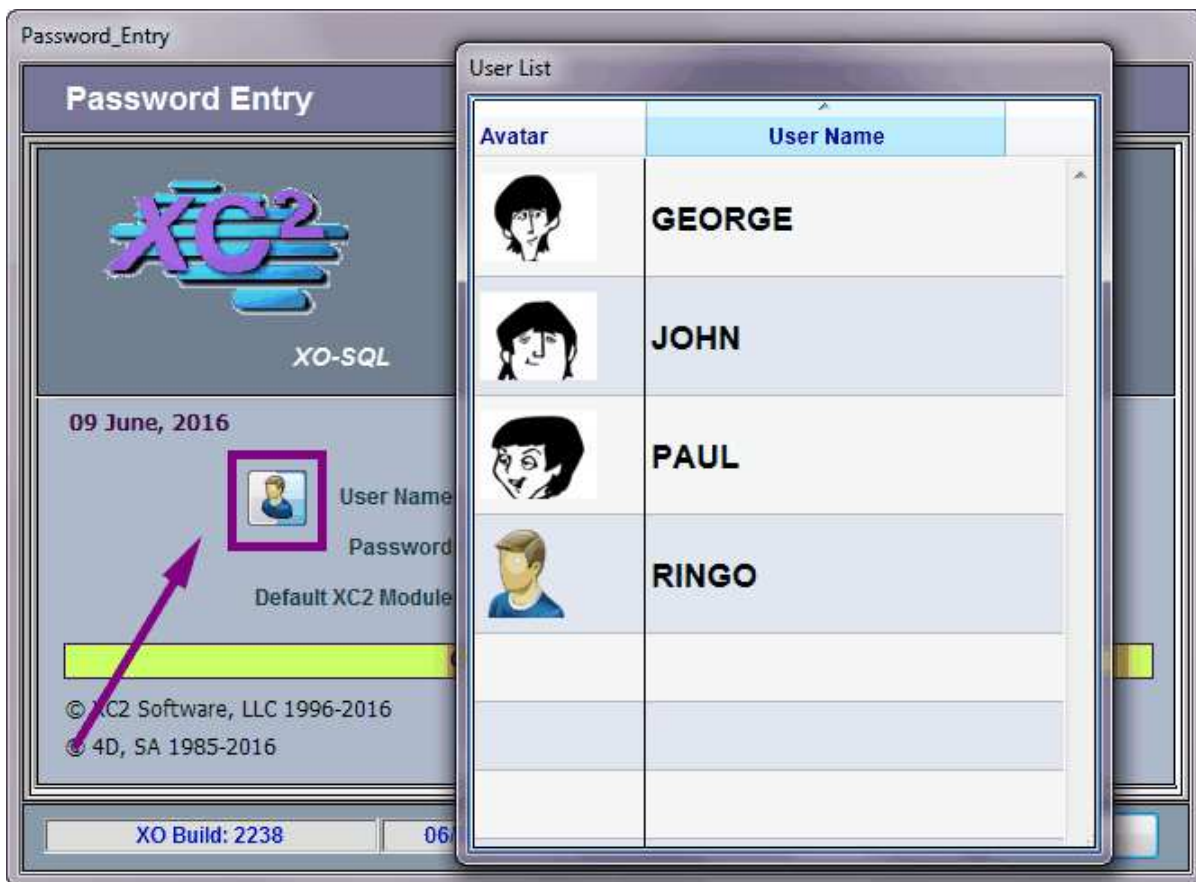 Password_Entry
Password Entry
XC2
XO-SQL
09 June, 2016
User Name
Password
Default XC2 Module
© XC2 Software, LLC 1996-2016
© 4D, SA 1985-2016
XO Build: 2238
06/
User List
Avatar
User Name
GEORGE
JOHN
PAUL
RINGO